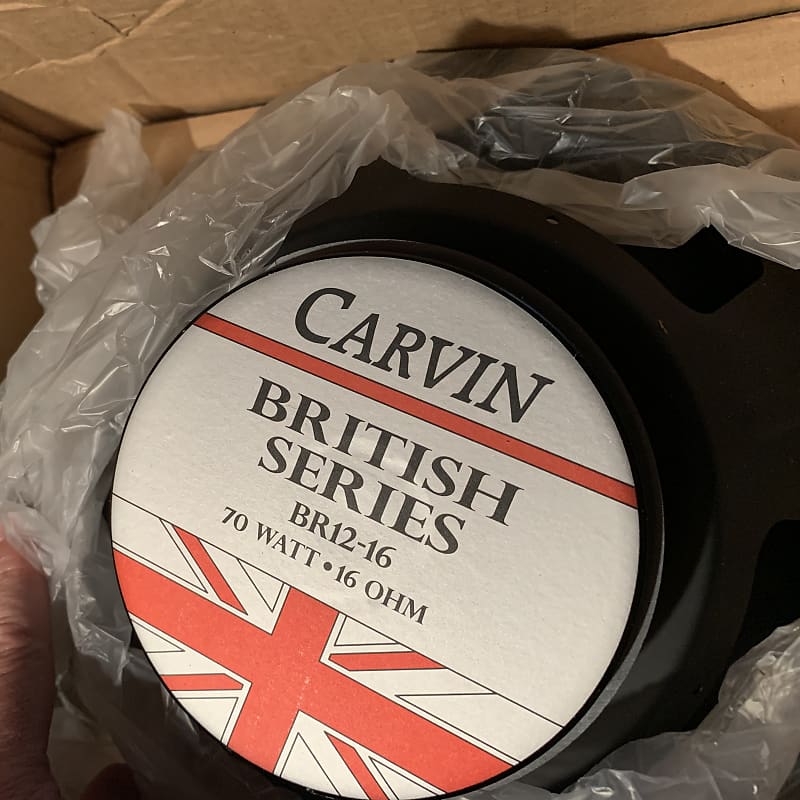 CARVIN
BRITISH
SERIES
BR12-16
70 WATT • 16 OHM